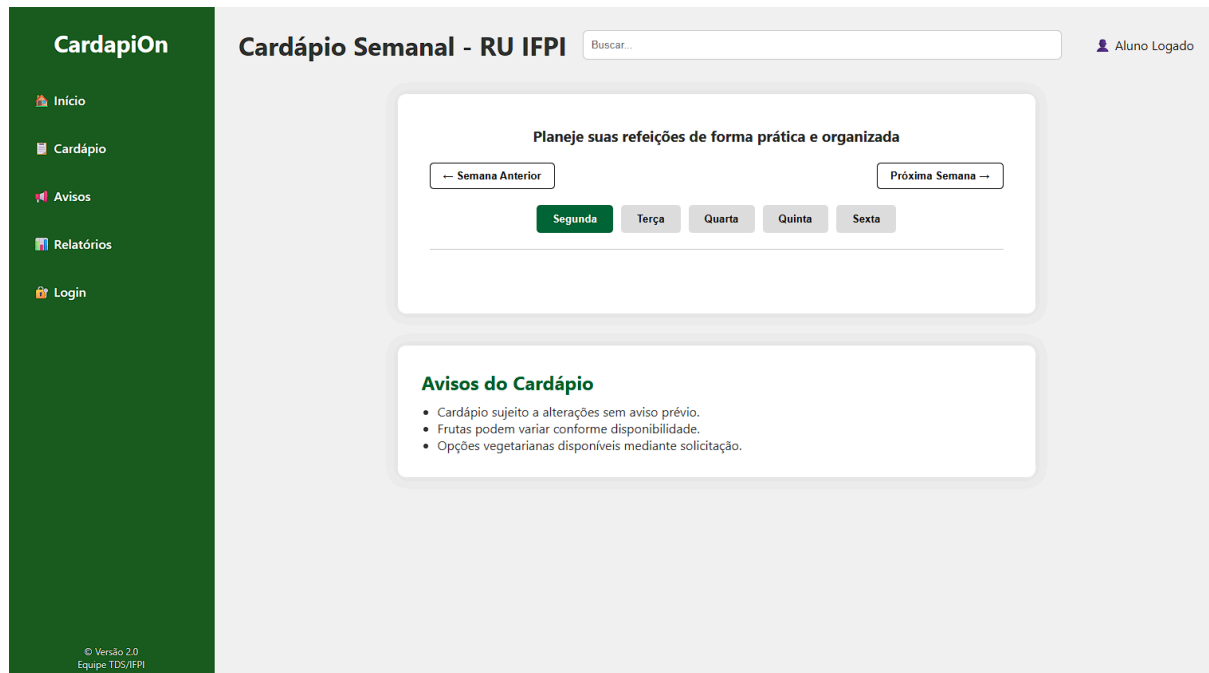 CardapiOn
Início
Cardápio
Avisos
Relatórios
Login
© Versão 2.0
Equipe TDS/IFPI
Cardápio Semanal - RU IFPI
Buscar...
Aluno Logado
Planeje suas refeições de forma prática e organizada
← Semana Anterior
Próxima Semana →
Segunda
Terça
Quarta
Quinta
Sexta
Avisos do Cardápio
• Cardápio sujeito a alterações sem aviso prévio.
• Frutas podem variar conforme disponibilidade.
• Opções vegetarianas disponíveis mediante solicitação.